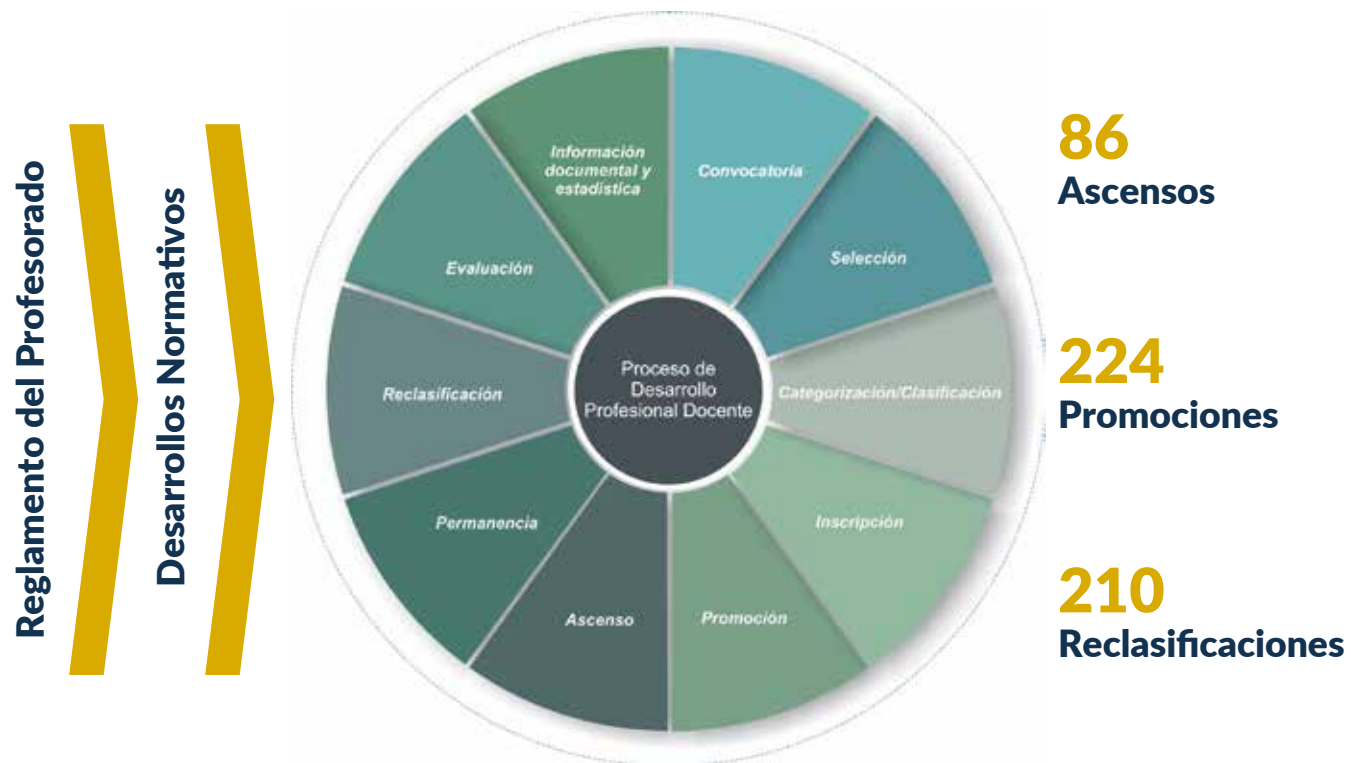 Reglamento del Profesorado
Desarrollos Normativos
Información
documental y
estadística
Convocatoria
Selección
Categorización/Clasificación
Inscripción
Promoción
Ascenso
Permanencia
Reclasificación
Evaluación
Proceso de
Desarrollo
Profesional Docente
86
Ascensos
224
Promociones
210
Reclasificaciones